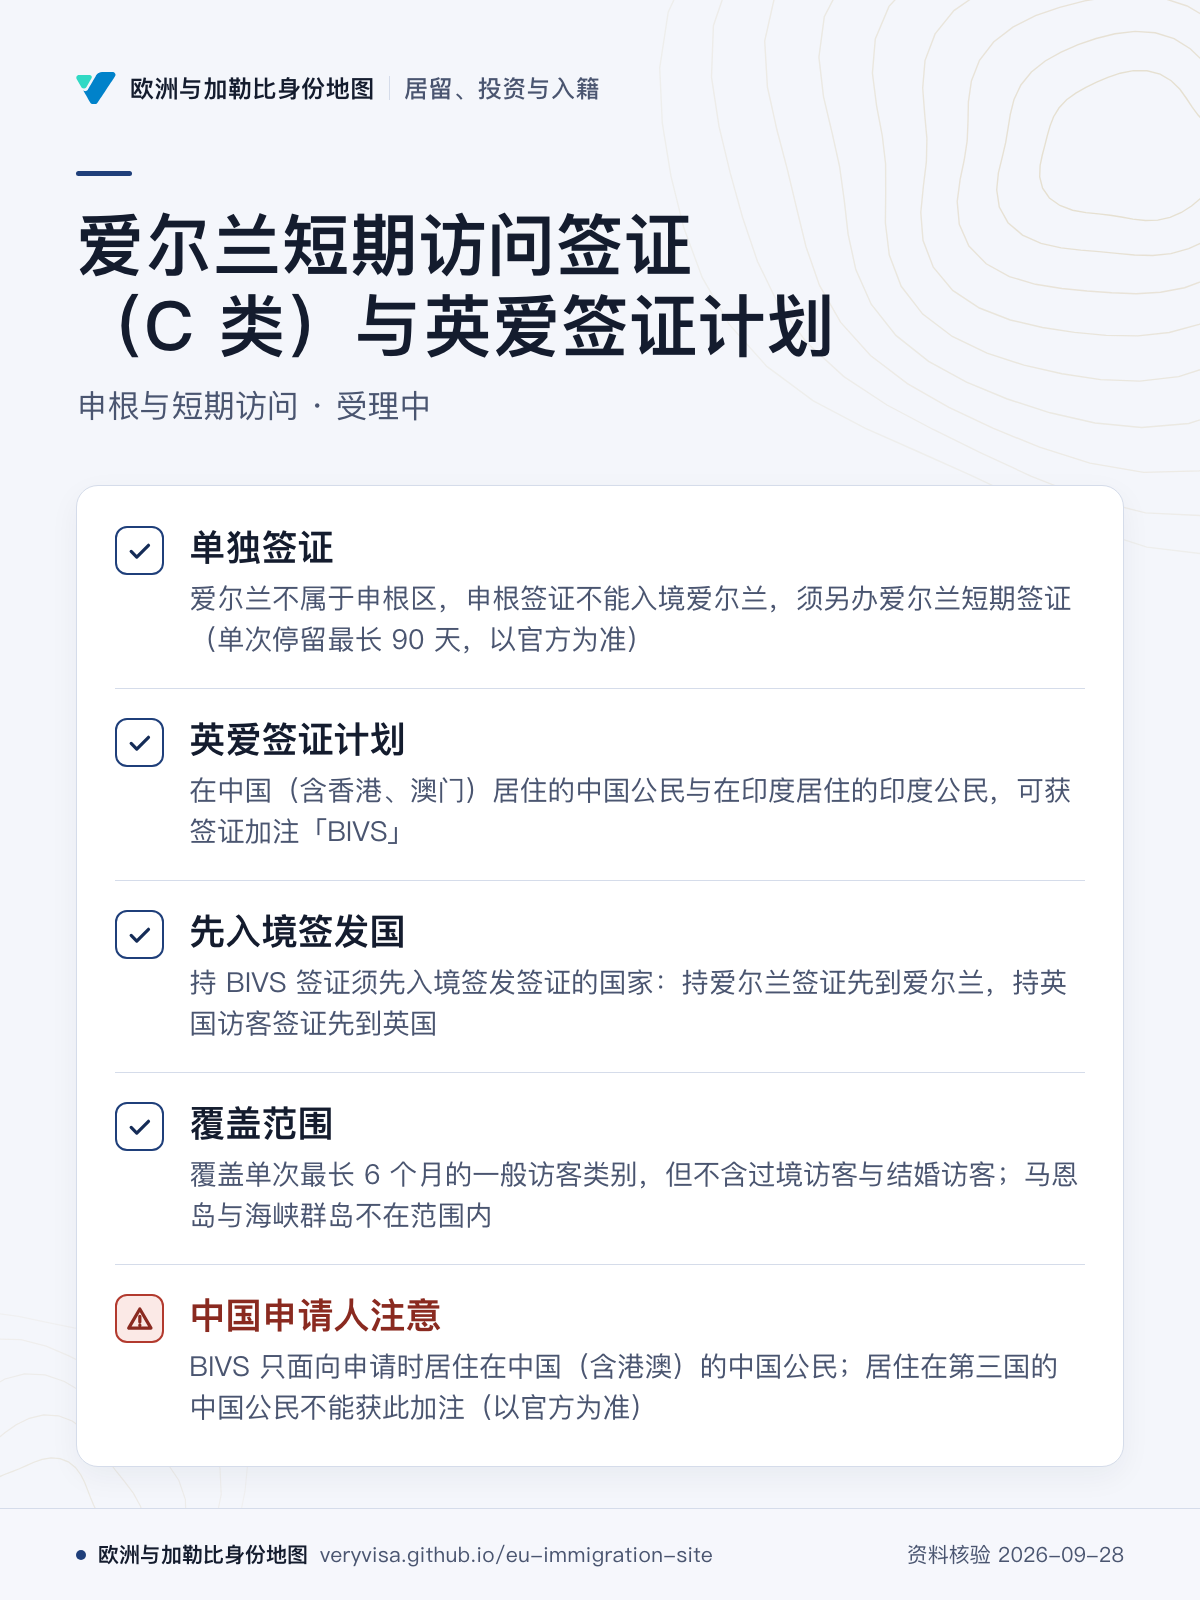 欧洲与加勒比身份地图 居留、投资与入籍
爱尔兰短期访问签证
（C 类）与英爱签证计划
申根与短期访问 · 受理中
单独签证
爱尔兰不属于申根区，申根签证不能入境爱尔兰，须另办爱尔兰短期签证
（单次停留最长 90 天，以官方为准）
英爱签证计划
在中国（含香港、澳门）居住的中国公民与在印度居住的印度公民，可获
签证加注「BIVS」
先入境签发国
持 BIVS 签证须先入境签发签证的国家：持爱尔兰签证先到爱尔兰，持英
国访客签证先到英国
覆盖范围
覆盖单次最长 6 个月的一般访客类别，但不含过境访客与结婚访客；马恩
岛与海峡群岛不在范围内
中国申请人注意
BIVS 只面向申请时居住在中国（含港澳）的中国公民；居住在第三国的
中国公民不能获此加注（以官方为准）
欧洲与加勒比身份地图 veryvisa.github.io/eu-immigration-site 资料核验 2026-09-28